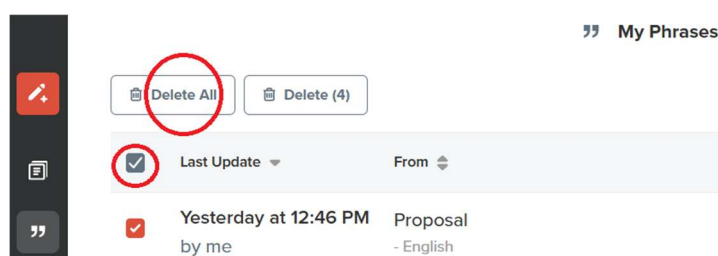 My Phrases
Delete All Delete (4)
Last Update From
Yesterday at 12:46 PM Proposal
by me - English